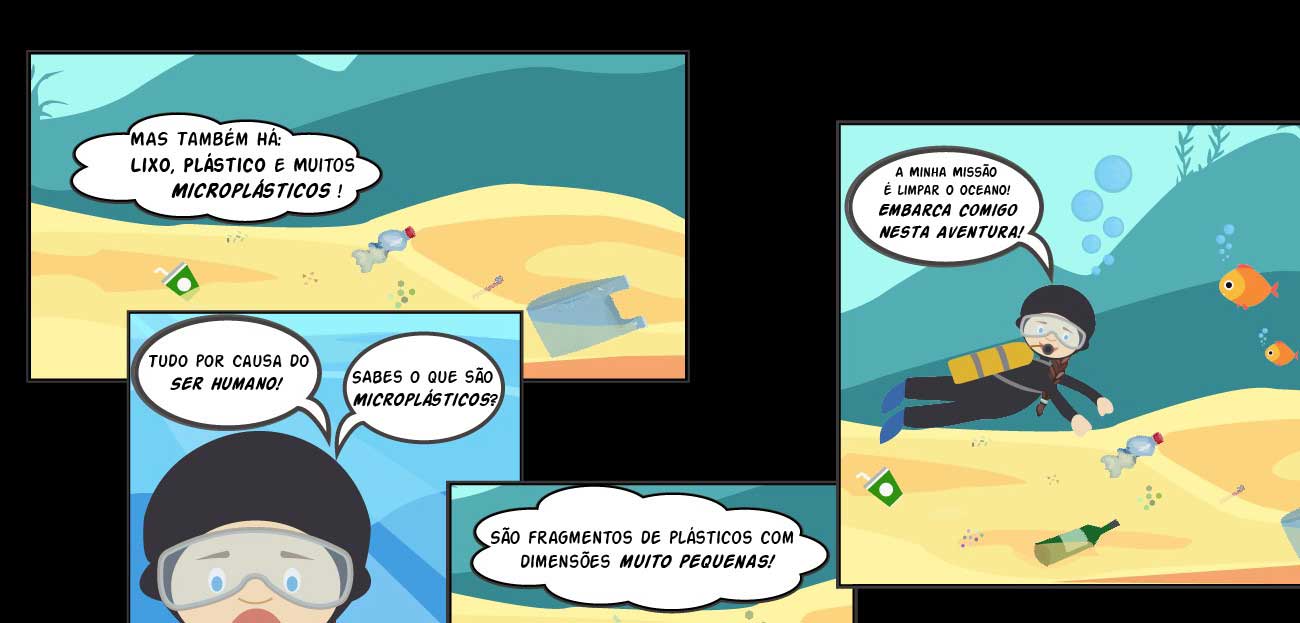 MAS TAMBÉM HÁ:
LIXO, PLÁSTICO E MUITOS
MICROPLÁSTICOS !
TUDO POR CAUSA DO
SER HUMANO!
SABES O QUE SÃO
MICROPLÁSTICOS?
SÃO FRAGMENTOS DE PLÁSTICOS COM
DIMENSÕES MUITO PEQUENAS!
A MINHA MISSÃO
É LIMPAR O OCEANO!
EMBARCA COMIGO
NESTA AVENTURA!